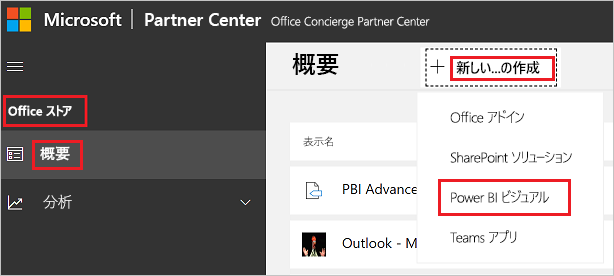 Microsoft Partner Center Office Concierge Partner Center
Office ストア
概要
分析
概要
新しい...の作成
Office アドイン
SharePoint ソリューション
Power BI ビジュアル
Teams アプリ
表示名
PBI Advance
Outlook - M